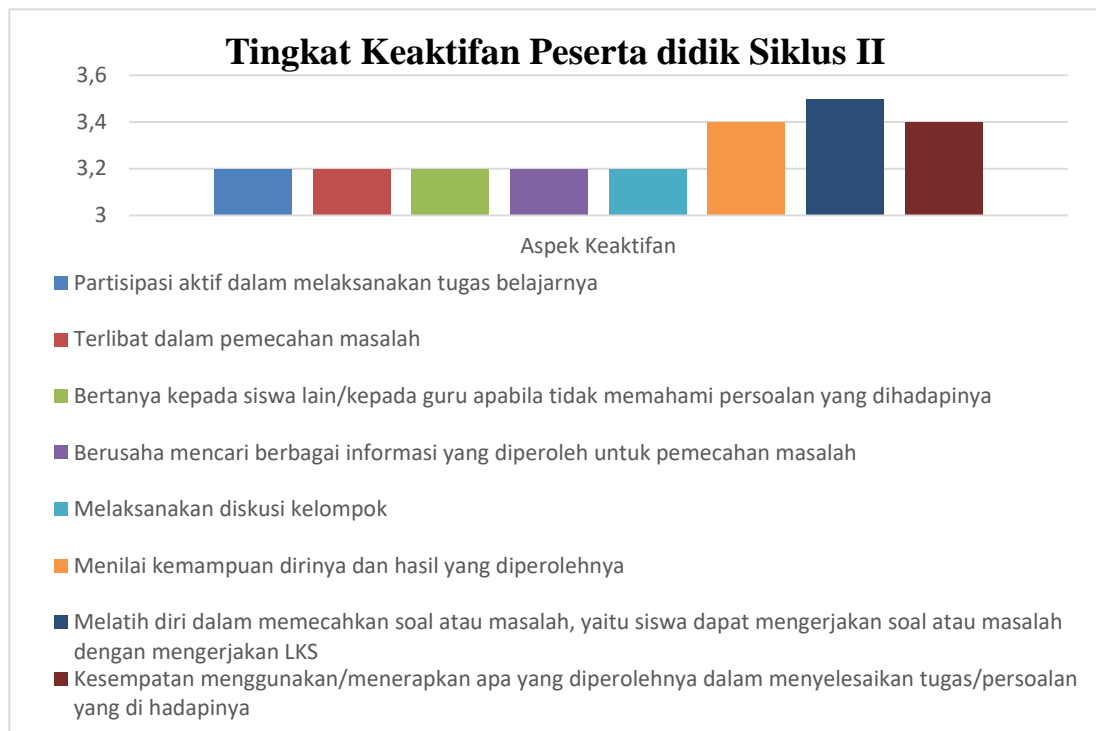 Tingkat Keaktifan Peserta didik Siklus II
3,6
3,4
3,2
3
Aspek Keaktifan
Partisipasi aktif dalam melaksanakan tugas belajarnya
Terlibat dalam pemecahan masalah
Bertanya kepada siswa lain/kepada guru apabila tidak memahami persoalan yang dihadapinya
Berusaha mencari berbagai informasi yang diperoleh untuk pemecahan masalah
Melaksanakan diskusi kelompok
Menilai kemampuan dirinya dan hasil yang diperolehnya
Melatih diri dalam memecahkan soal atau masalah, yaitu siswa dapat mengerjakan soal atau masalah
dengan mengerjakan LKS
Kesempatan menggunakan/menerapkan apa yang diperolehnya dalam menyelesaikan tugas/persoalan
yang di hadapinya